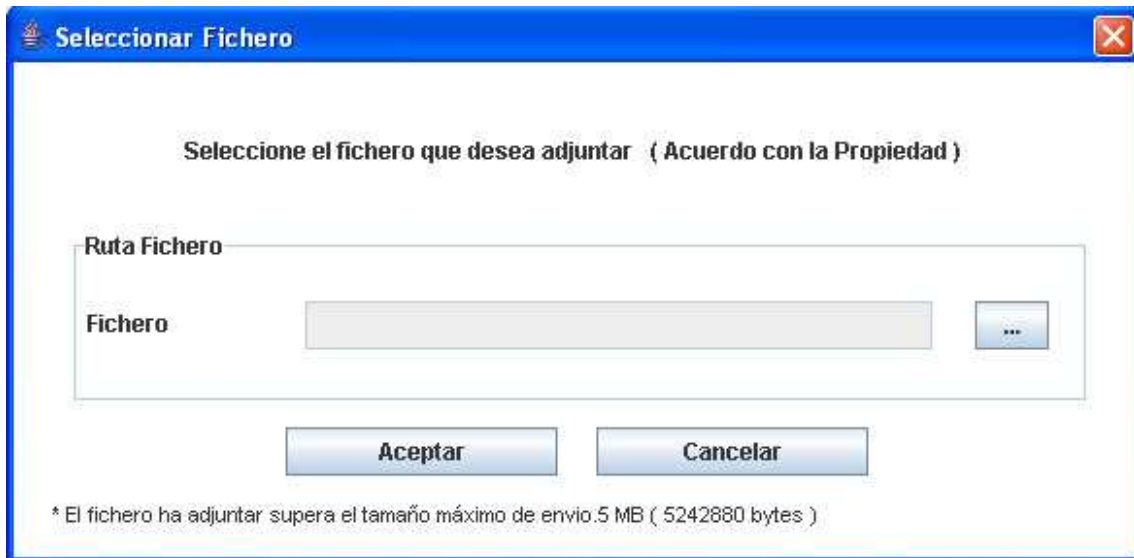 Seleccionar Fichero
Seleccione el fichero que desea adjuntar ( Acuerdo con la Propiedad )
Ruta Fichero
Fichero
...
Aceptar Cancelar
* El fichero ha adjuntar supera el tamaño máximo de envio.5 MB ( 5242880 bytes )